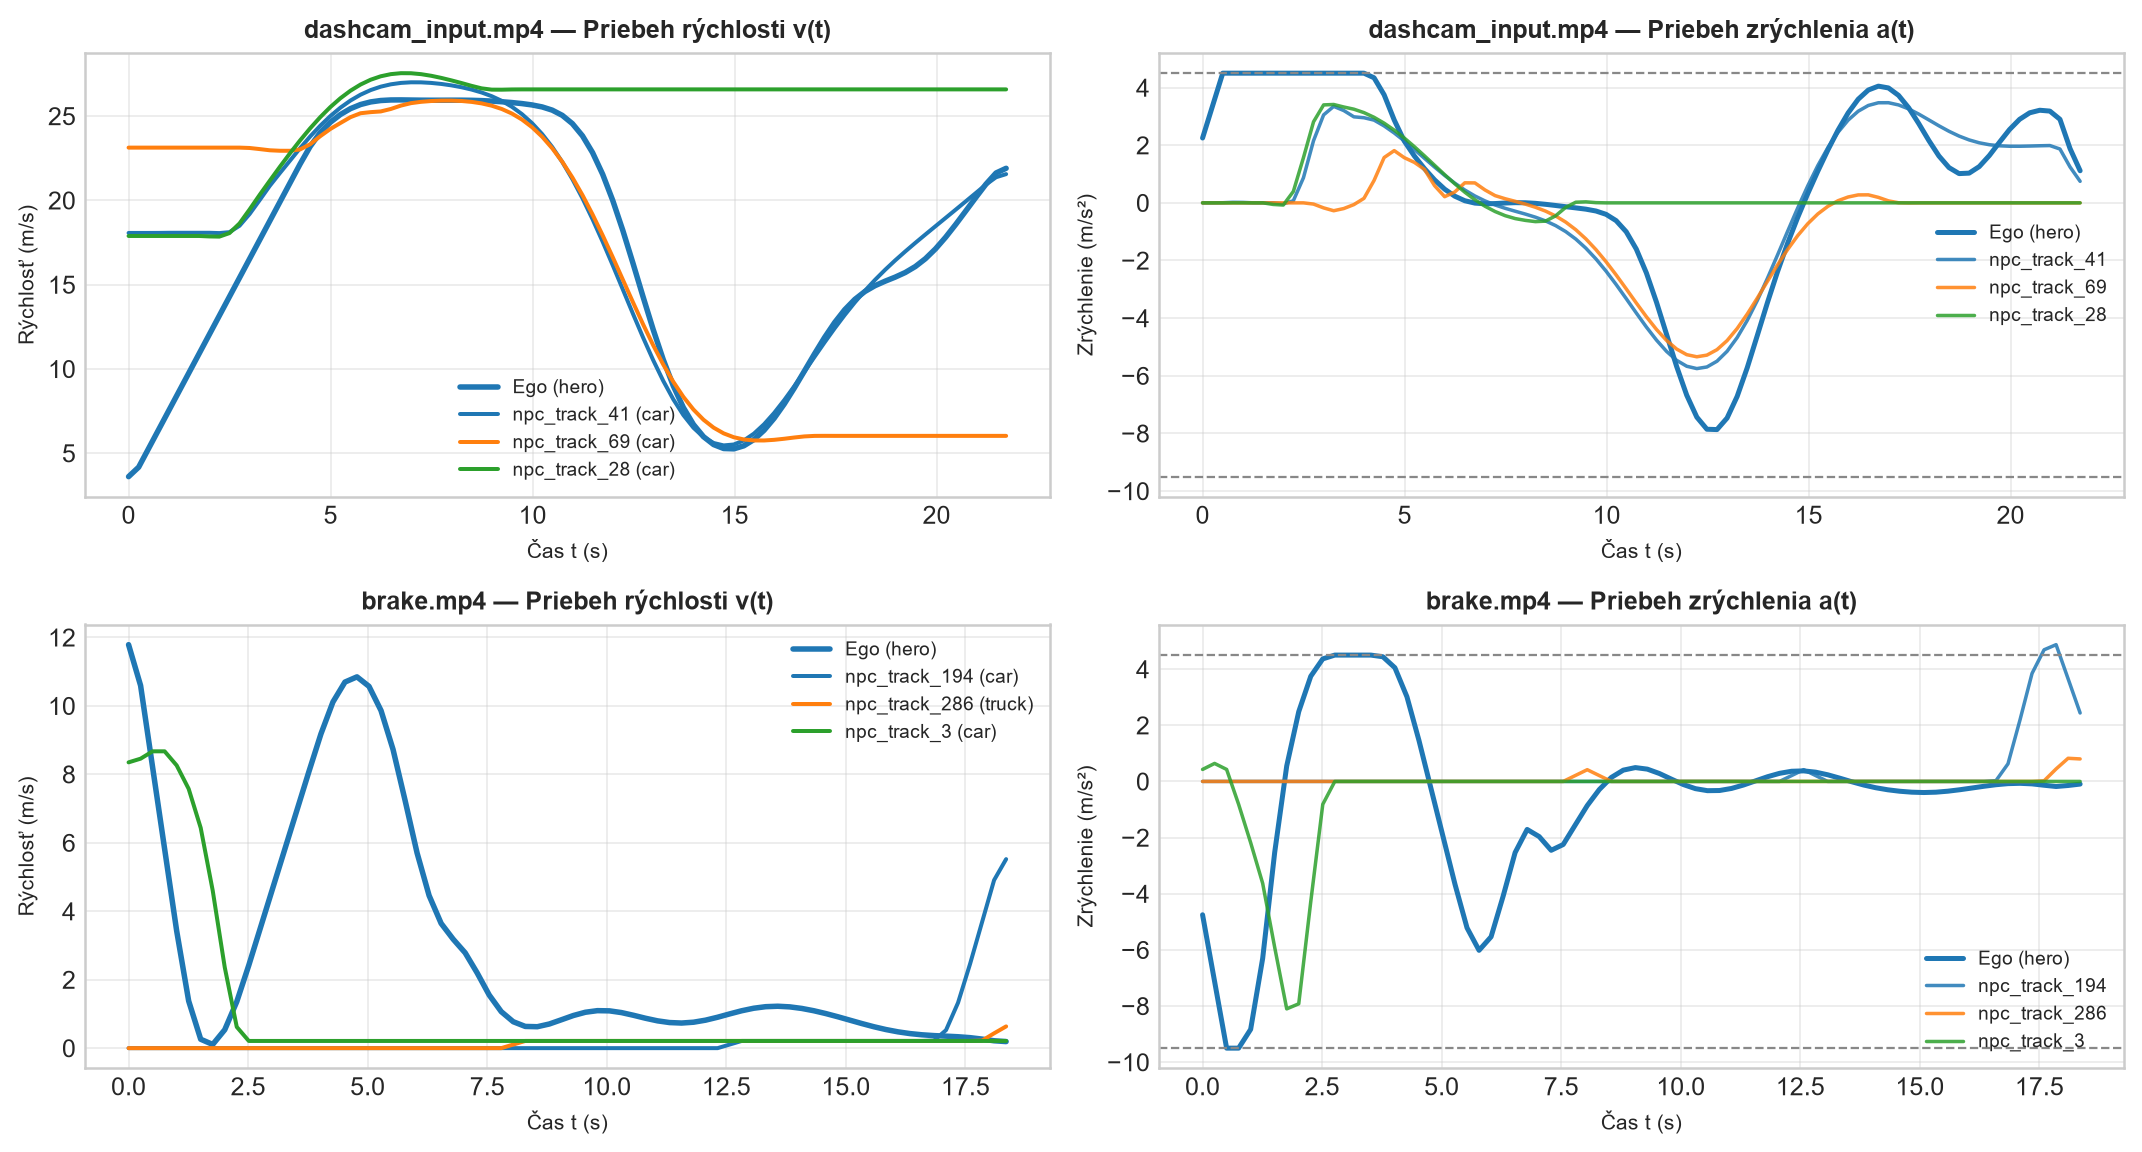 dashcam_input.mp4 — Priebeh rýchlosti v(t)
25
20
15
10
5
Rýchlosť (m/s)
Ego (hero)
npc_track_41 (car)
npc_track_69 (car)
npc_track_28 (car)
0 5 10 15 20
Čas t (s)
dashcam_input.mp4 — Priebeh zrýchlenia a(t)
4
2
0
−2
−4
−6
−8
−10
Zrýchlenie (m/s²)
Ego (hero)
npc_track_41
npc_track_69
npc_track_28
0 5 10 15 20
Čas t (s)
brake.mp4 — Priebeh rýchlosti v(t)
12
10
8
6
4
2
0
Rýchlosť (m/s)
Ego (hero)
npc_track_194 (car)
npc_track_286 (truck)
npc_track_3 (car)
0.0 2.5 5.0 7.5 10.0 12.5 15.0 17.5
Čas t (s)
brake.mp4 — Priebeh zrýchlenia a(t)
4
2
0
−2
−4
−6
−8
−10
Zrýchlenie (m/s²)
Ego (hero)
npc_track_194
npc_track_286
npc_track_3
0.0 2.5 5.0 7.5 10.0 12.5 15.0 17.5
Čas t (s)